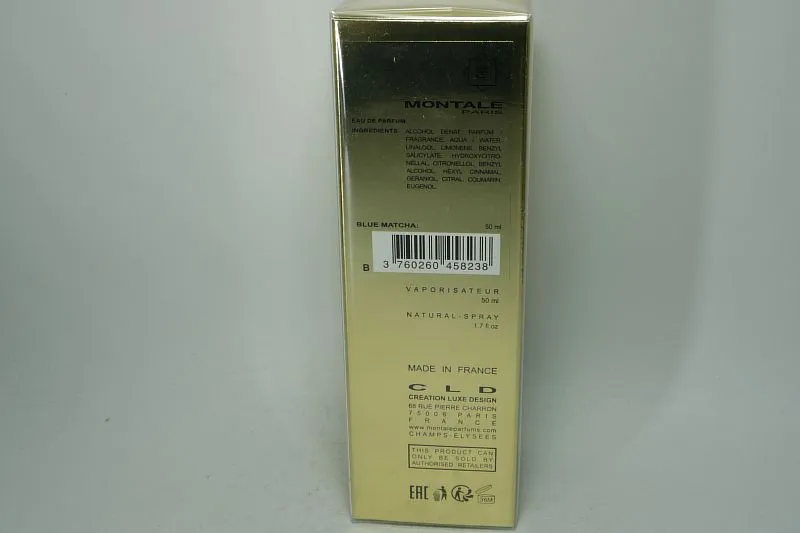 MONTALE
PARIS
EAU DE PARFUM
INGREDIENTS ALCOHOL DENAT, PARFUM /
FRAGRANCE, AQUA / WATER,
LINALOOL, LIMONENE, BENZYL
SALICYLATE, HYDROXYCITRO-
NELLAL, CITRONELLOL, BENZYL
ALCOHOL, HEXYL CINNAMAL,
GERANIOL, CITRAL, COUMARIN,
EUGENOL.
BLUE MATCHA: 50 ml
B 3 760260 458238
VAPORISATEUR
50 ml
NATURAL-SPRAY
1.7 fl.oz
MADE IN FRANCE
CLD
CREATION LUXE DESIGN
66 RUE PIERRE CHARRON
75008 PARIS
FRANCE
www.montaleparfums.com
CHAMPS-ELYSEES
THIS PRODUCT CAN
ONLY BE SOLD BY
AUTHORISED RETAILERS
EAC